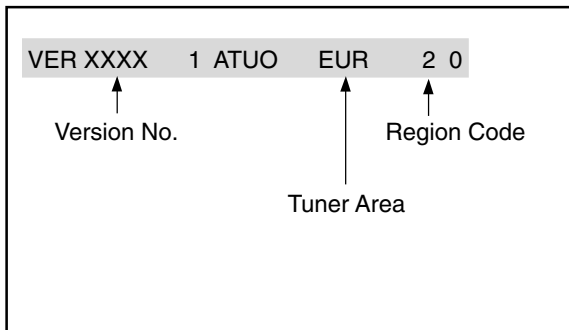 VER XXXX 1 ATUO EUR 2 0
Version No. Region Code
Tuner Area